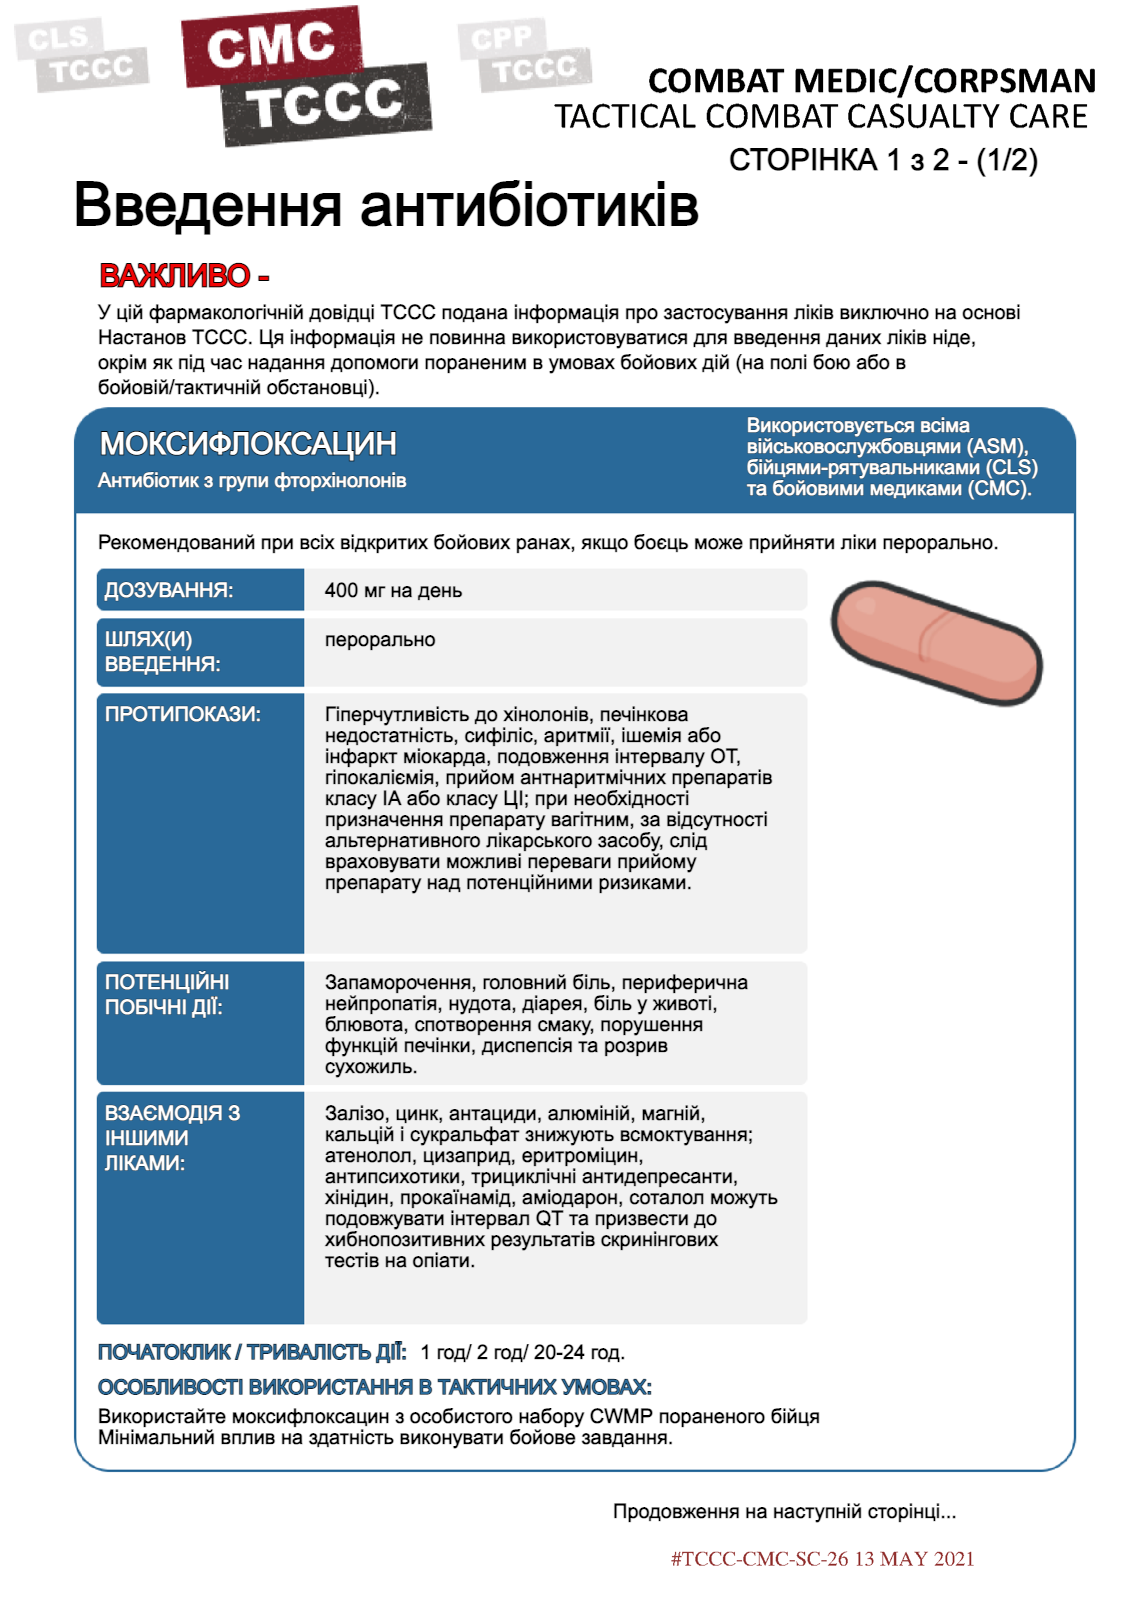 CLS
TCCC
CMC
TCCC
CPP
TCCC
COMBAT MEDIC/CORPSMAN
TACTICAL COMBAT CASUALTY CARE
СТОРІНКА 1 з 2 - (1/2)
Введення антибіотиків
ВАЖЛИВО -
У цій фармакологічній довідці ТССС подана інформація про застосування ліків виключно на основі
Настанов ТССС. Ця інформація не повинна використовуватися для введення даних ліків ніде,
окрім як під час надання допомоги пораненим в умовах бойових дій (на полі бою або в
бойовій/тактичній обстановці).
МОКСИФЛОКСАЦИН
Антибіотик з групи фторхінолонів
Використовується всіма
військовослужбовцями (ASM),
бійцями-рятувальниками (CLS)
та бойовими медиками (CMC).
Рекомендований при всіх відкритих бойових ранах, якщо боєць може прийняти ліки перорально.
ДОЗУВАННЯ:
400 мг на день
ШЛЯХ(И)
ВВЕДЕННЯ:
перорально
ПРОТИПОКАЗИ:
Гіперчутливість до хінолонів, печінкова
недостатність, сифіліс, аритмії, ішемія або
інфаркт міокарда, подовження інтервалу ОТ,
гіпокаліємія, прийом антнаритмічних препаратів
класу ІА або класу ЦІ; при необхідності
призначення препарату вагітним, за відсутності
альтернативного лікарського засобу, слід
враховувати можливі переваги прийому
препарату над потенційними ризиками.
ПОТЕНЦІЙНІ
ПОБІЧНІ ДІЇ:
Запаморочення, головний біль, периферична
нейпропатія, нудота, діарея, біль у животі,
блювота, спотворення смаку, порушення
функцій печінки, диспепсія та розрив
сухожиль.
ВЗАЄМОДІЯ З
ІНШИМИ
ЛІКАМИ:
Залізо, цинк, антациди, алюміній, магній,
кальцій і сукральфат знижують всмоктування;
атенолол, цизаприд, еритроміцин,
антипсихотики, трициклічні антидепресанти,
хінідин, прокаїнамід, аміодарон, соталол можуть
подовжувати інтервал QT та призвести до
хибнопозитивних результатів скринінгових
тестів на опіати.
ПОЧАТОКЛИК / ТРИВАЛІСТЬ ДІЇ: 1 год/ 2 год/ 20-24 год.
ОСОБЛИВОСТІ ВИКОРИСТАННЯ В ТАКТИЧНИХ УМОВАХ:
Використайте моксифлоксацин з особистого набору CWMP пораненого бійця
Мінімальний вплив на здатність виконувати бойове завдання.
Продовження на наступній сторінці...
#TCCC-CMC-SC-26 13 MAY 2021